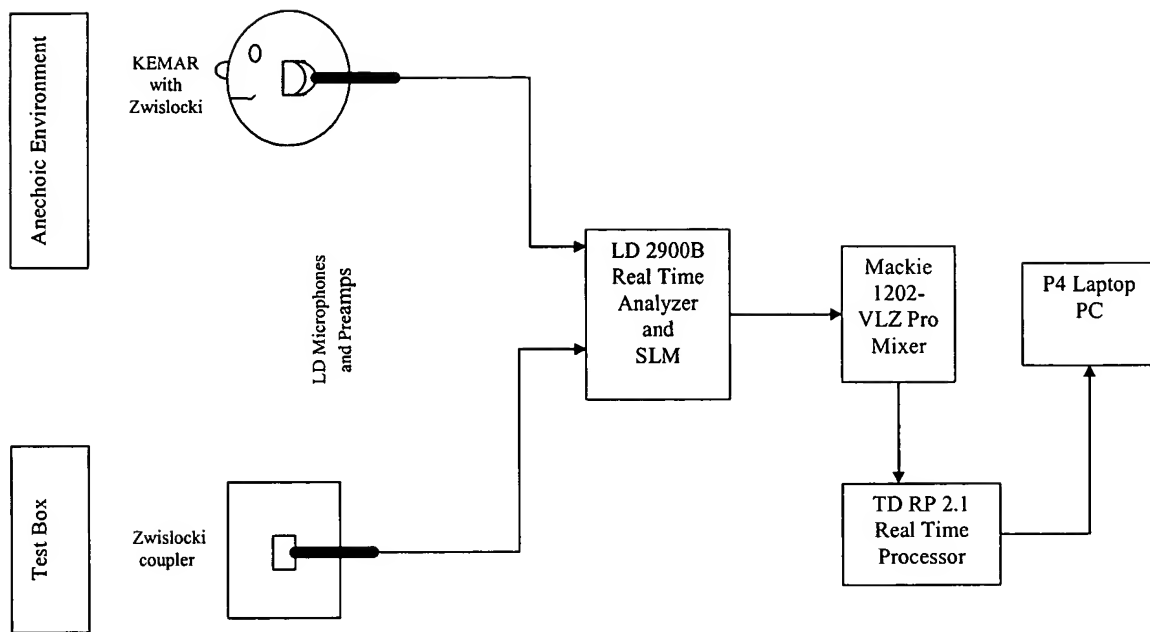 Anechoic Environment
KEMAR
with
Zwislocki
LD Microphones
and Preamps
LD 2900B
Real Time
Analyzer
and
SLM
Mackie
1202-
VLZ Pro
Mixer
P4 Laptop
PC
Test Box
Zwislocki
coupler
TD RP 2.1
Real Time
Processor